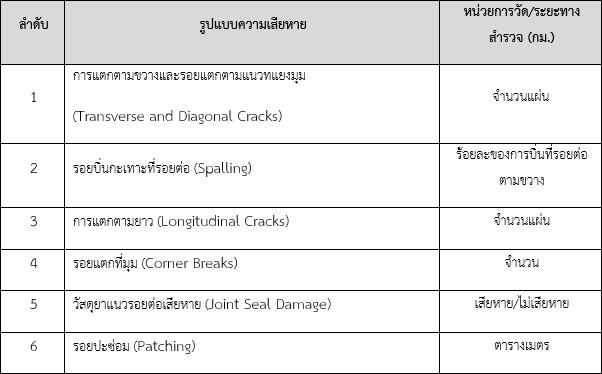 ลำดับ
รูปแบบความเสียหาย
หน่วยการวัด/ระยะทาง
สำรวจ (กม.)
1
การแตกตามขวางและรอยแตกตามแนวทแยงมุม
(Transverse and Diagonal Cracks)
จำนวนแผ่น
2
รอยบิ่นกะเทาะที่รอยต่อ (Spalling)
ร้อยละของการบิ่นที่รอยต่อ
ตามขวาง
3
การแตกตามยาว (Longitudinal Cracks)
จำนวนแผ่น
4
รอยแตกที่มุม (Corner Breaks)
จำนวน
5
วัสดุยาแนวรอยต่อเสียหาย (Joint Seal Damage)
เสียหาย/ไม่เสียหาย
6
รอยปะซ่อม (Patching)
ตารางเมตร